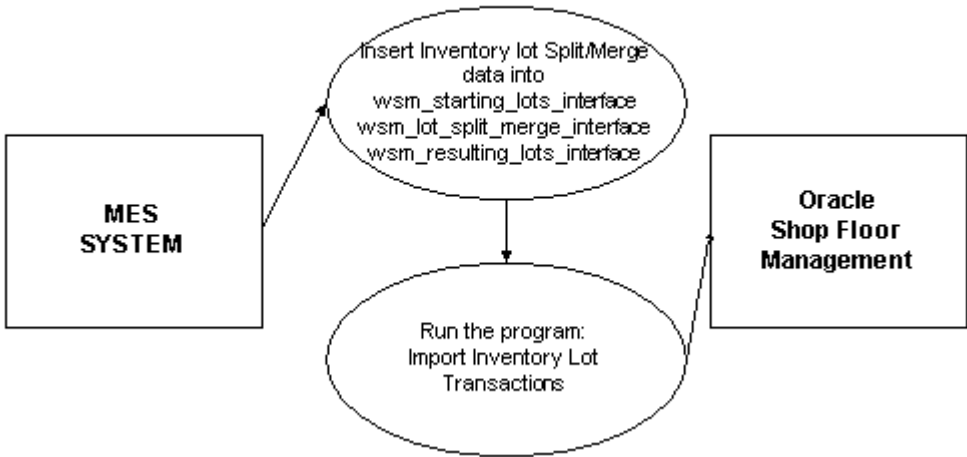 MES
SYSTEM
Insert Inventory lot Split/Merge
data into
wsm_starting_lots_interface
wsm_lot_split_merge_interface
wsm_resulting_lots_interface
Run the program:
Import Inventory Lot
Transactions
Oracle
Shop Floor
Management